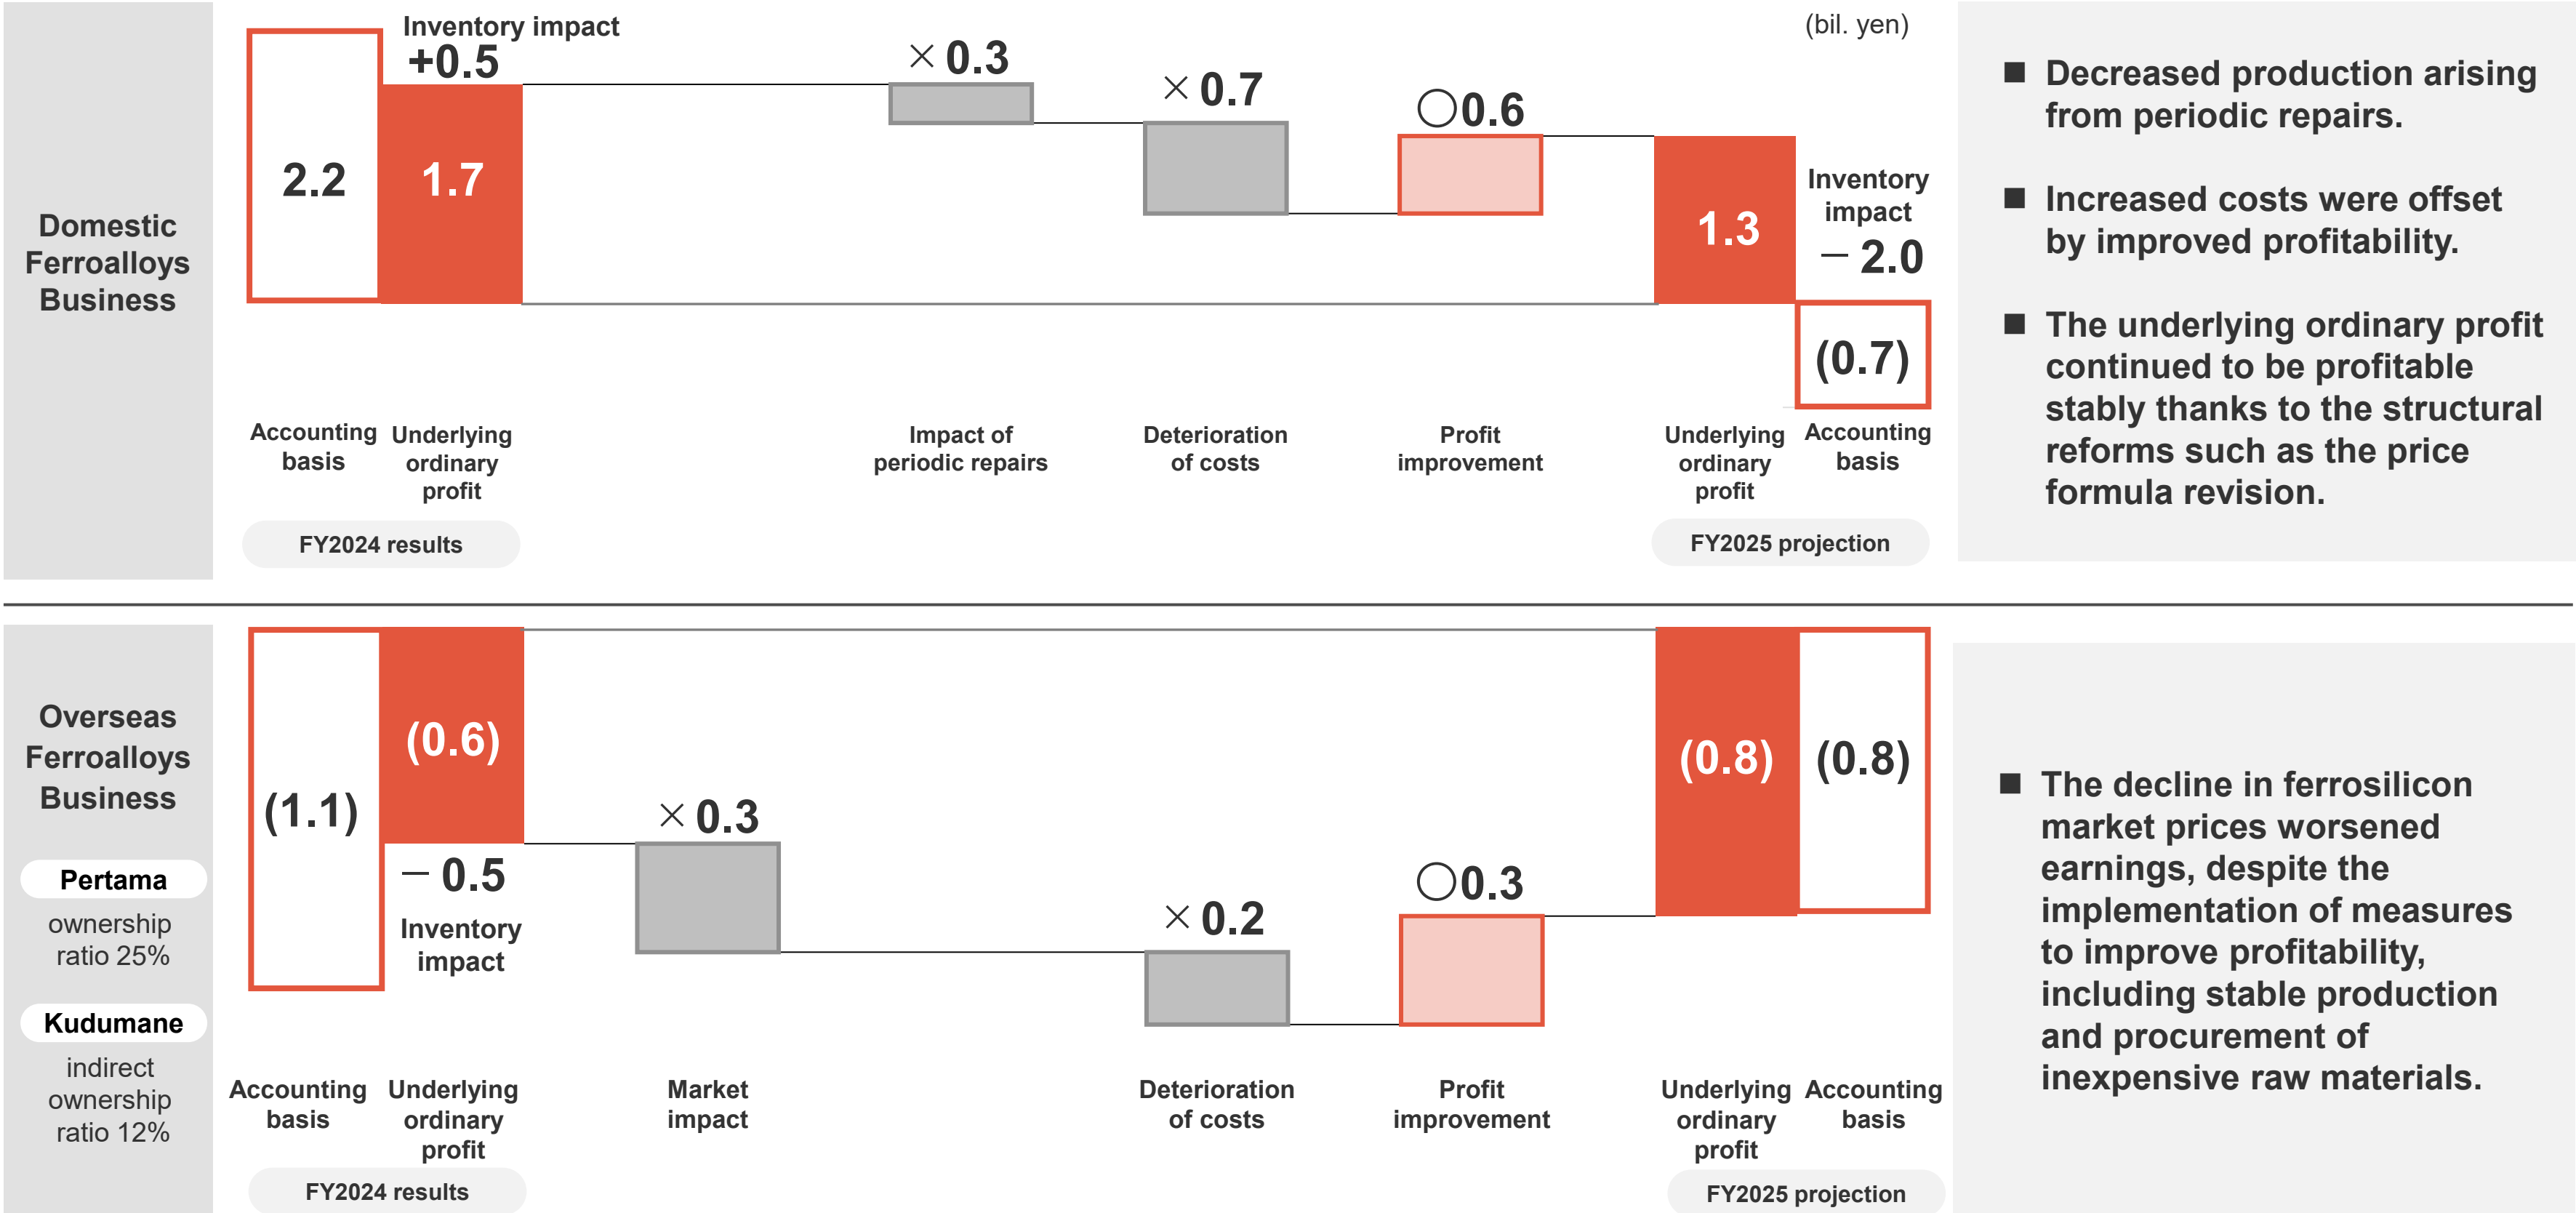 (bil. yen)
Domestic
Ferroalloys
Business
Inventory impact
+0.5
2.2
1.7
× 0.3
× 0.7
○0.6
1.3
Inventory
impact
− 2.0
(0.7)
Accounting
basis
Underlying
ordinary
profit
Impact of
periodic repairs
Deterioration
of costs
Profit
improvement
Underlying
ordinary
profit
Accounting
basis
FY2024 results
FY2025 projection
■ Decreased production arising
from periodic repairs.
■ Increased costs were offset
by improved profitability.
■ The underlying ordinary profit
continued to be profitable
stably thanks to the structural
reforms such as the price
formula revision.
Overseas
Ferroalloys
Business
Pertama
ownership
ratio 25%
Kudumane
indirect
ownership
ratio 12%
(1.1)
(0.6)
− 0.5
Inventory
impact
× 0.3
× 0.2
○0.3
(0.8)
(0.8)
Accounting
basis
Underlying
ordinary
profit
Market
impact
Deterioration
of costs
Profit
improvement
Underlying
ordinary
profit
Accounting
basis
FY2024 results
FY2025 projection
■ The decline in ferrosilicon
market prices worsened
earnings, despite the
implementation of measures
to improve profitability,
including stable production
and procurement of
inexpensive raw materials.